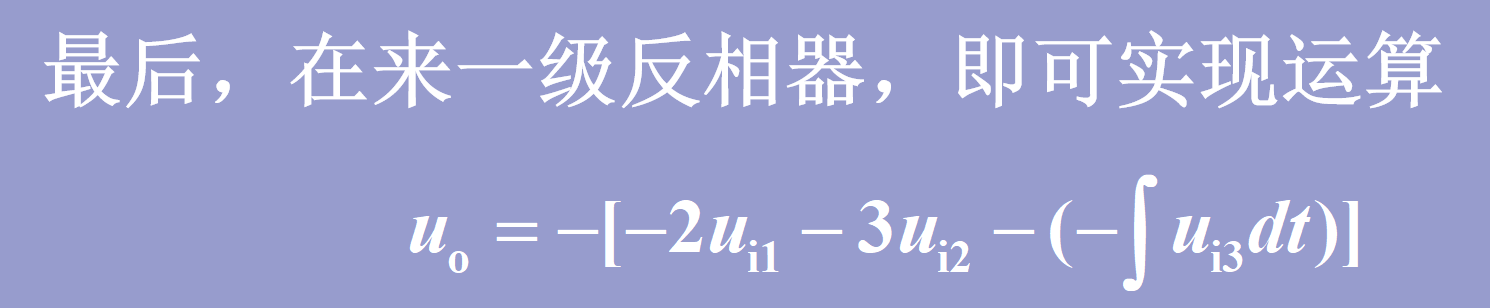 最后，在来一级反相器，即可实现运算
uₒ = −[−2uᵢ₁ − 3uᵢ₂ − (−∫uᵢ₃dt)]